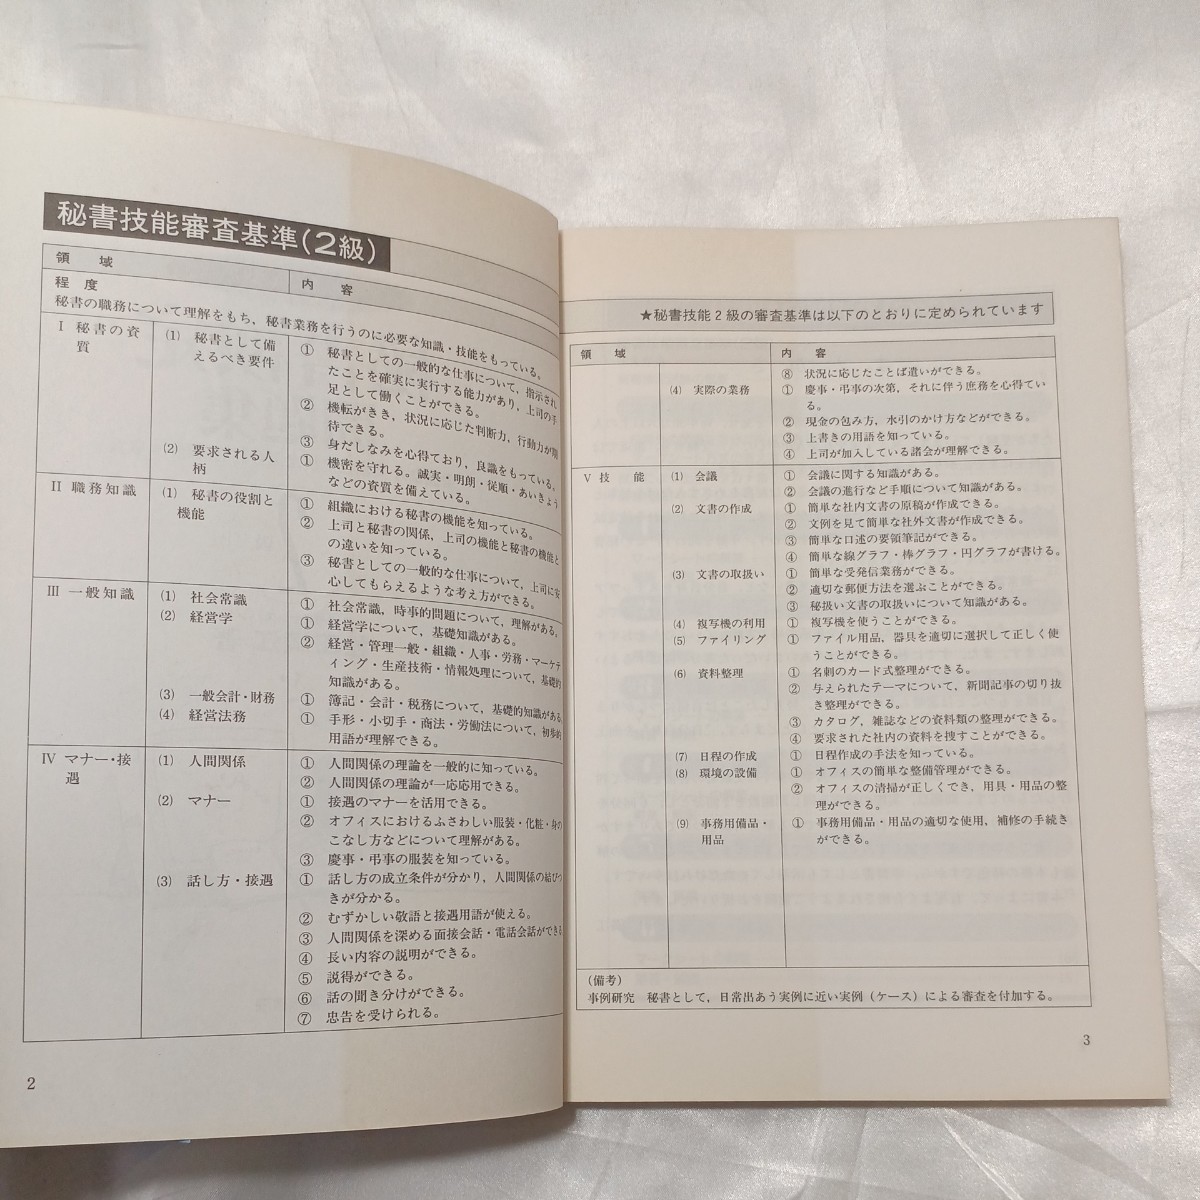 秘書技能審査基準(2級)
領　域
程　度
内　容
秘書の職務について理解をもち、秘書業務を行うのに必要な知識・技能をもっている。
Ⅰ 秘書の資質
(1) 秘書として備えるべき要件
① 秘書としての一般的な仕事について，指示され
たことを確実に実行する能力があり，上司の手
足として働くことができる。
② 機転がきき，状況に応じた判断力，行動力が期
待できる。
③ 身だしなみを心得ており，良識をもっている。
(2) 要求される人柄
① 機密を守れる。誠実・明朗・従順・あいきょう
などの資質を備えている。
Ⅱ 職務知識
(1) 秘書の役割と機能
① 組織における秘書の機能を知っている。
② 上司と秘書の関係，上司の機能と秘書の機能と
の違いを知っている。
③ 秘書としての一般的な仕事について，上司に安
心してもらえるような考え方ができる。
Ⅲ 一般知識
(1) 社会常識
① 社会常識，時事的問題について，理解がある。
(2) 経営学
① 経営学について，基礎知識がある。
② 経営・管理一般・組織・人事・労務・マーケテ
ィング・生産技術・情報処理について，基礎的
知識がある。
(3) 一般会計・財務
① 簿記・会計・税務について，基礎的知識がある。
(4) 経営法務
① 手形・小切手・商法・労働法について，初歩的
用語が理解できる。
Ⅳ マナー・接遇
(1) 人間関係
① 人間関係の理論を一般的に知っている。
② 人間関係の理論が一応応用できる。
(2) マナー
① 接遇のマナーを活用できる。
② オフィスにおけるふさわしい服装・化粧・身の
こなし方などについて理解がある。
③ 慶事・弔事の服装を知っている。
(3) 話し方・接遇
① 話し方の成立条件が分かり，人間関係の結びつ
きが分かる。
② むずかしい敬語と接遇用語が使える。
③ 人間関係を深める面接会話・電話会話ができる
④ 長い内容の説明ができる。
⑤ 説得ができる。
⑥ 話の聞き分けができる。
⑦ 忠告を受けられる。
2
★秘書技能2級の審査基準は以下のとおりに定められています
領　域
内　容
⑧ 状況に応じたことば遣いができる。
(4) 実際の業務
① 慶事・弔事の次第，それに伴う庶務を心得てい
る。
② 現金の包み方，水引のかけ方などができる。
③ 上書きの用語を知っている。
④ 上司が加入している諸会が理解できる。
Ⅴ 技　能
(1) 会議
① 会議に関する知識がある。
② 会議の進行など手順について知識がある。
(2) 文書の作成
① 簡単な社内文書の原稿が作成できる。
② 文例を見て簡単な社外文書が作成できる。
③ 簡単な口述の要領筆記ができる。
④ 簡単な線グラフ・棒グラフ・円グラフが書ける。
(3) 文書の取扱い
① 簡単な受発信業務ができる。
② 適切な郵便方法を選ぶことができる。
③ 秘扱い文書の取扱いについて知識がある。
(4) 複写機の利用
① 複写機を使うことができる。
(5) ファイリング
① ファイル用品，器具を適切に選択して正しく使
うことができる。
(6) 資料整理
① 名刺のカード式整理ができる。
② 与えられたテーマについて，新聞記事の切り抜
き整理ができる。
③ カタログ，雑誌などの資料類の整理ができる。
④ 要求された社内の資料を捜すことができる。
(7) 日程の作成
① 日程作成の手法を知っている。
(8) 環境の設備
① オフィスの簡単な整備管理ができる。
② オフィスの清掃が正しくでき，用具・用品の整
理ができる。
(9) 事務用備品・用品
① 事務用備品・用品の適切な使用，補修の手続き
ができる。
(備考)
事例研究　秘書として，日常出あう実例に近い実例（ケース）による審査を付加する。
3